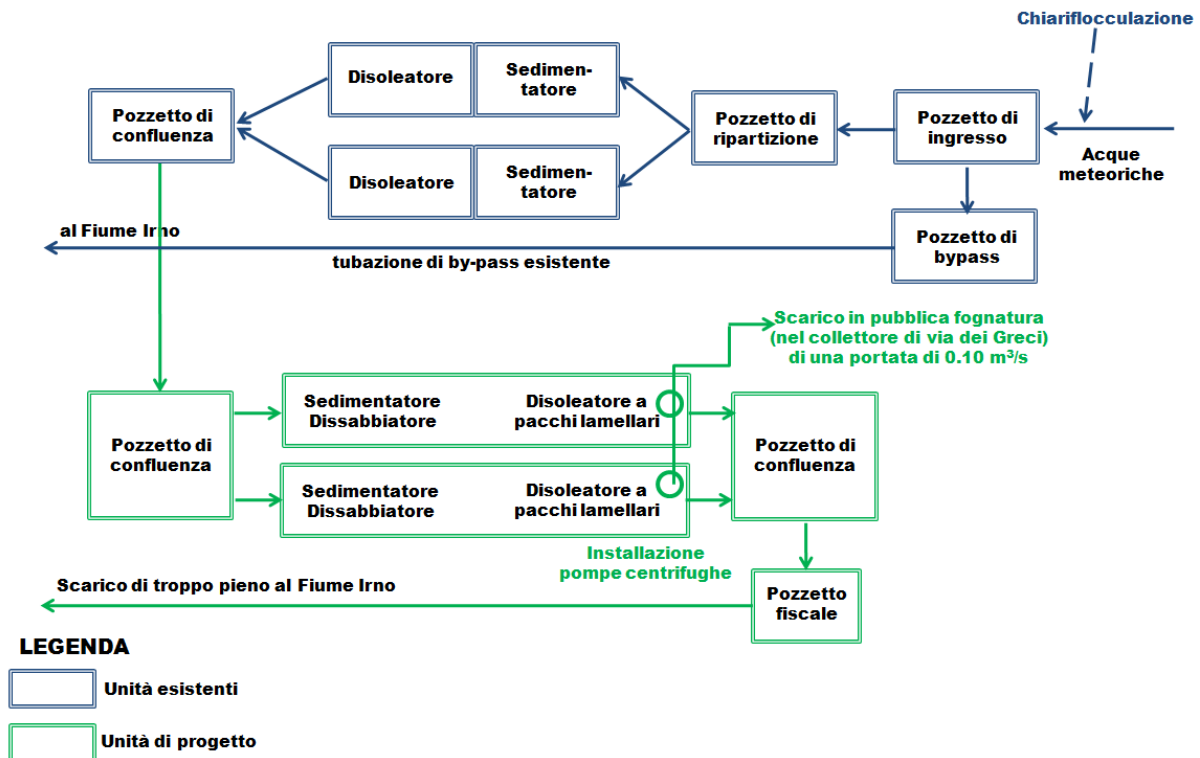 Chiariflocculazione
Disoleatore
Sedimen-
tatore
Pozzetto di
confluenza
Pozzetto di
ripartizione
Pozzetto di
ingresso
Acque
meteoriche
Disoleatore
Sedimen-
tatore
al Fiume Irno
tubazione di by-pass esistente
Pozzetto di
bypass
Scarico in pubblica fognatura
(nel collettore di via dei Greci)
di una portata di 0.10 m³/s
Pozzetto di
confluenza
Sedimentatore
Dissabbiatore
Disoleatore a
pacchi lamellari
Sedimentatore
Dissabbiatore
Disoleatore a
pacchi lamellari
Pozzetto di
confluenza
Installazione
pompe centrifughe
Scarico di troppo pieno al Fiume Irno
Pozzetto
fiscale
LEGENDA
Unità esistenti
Unità di progetto